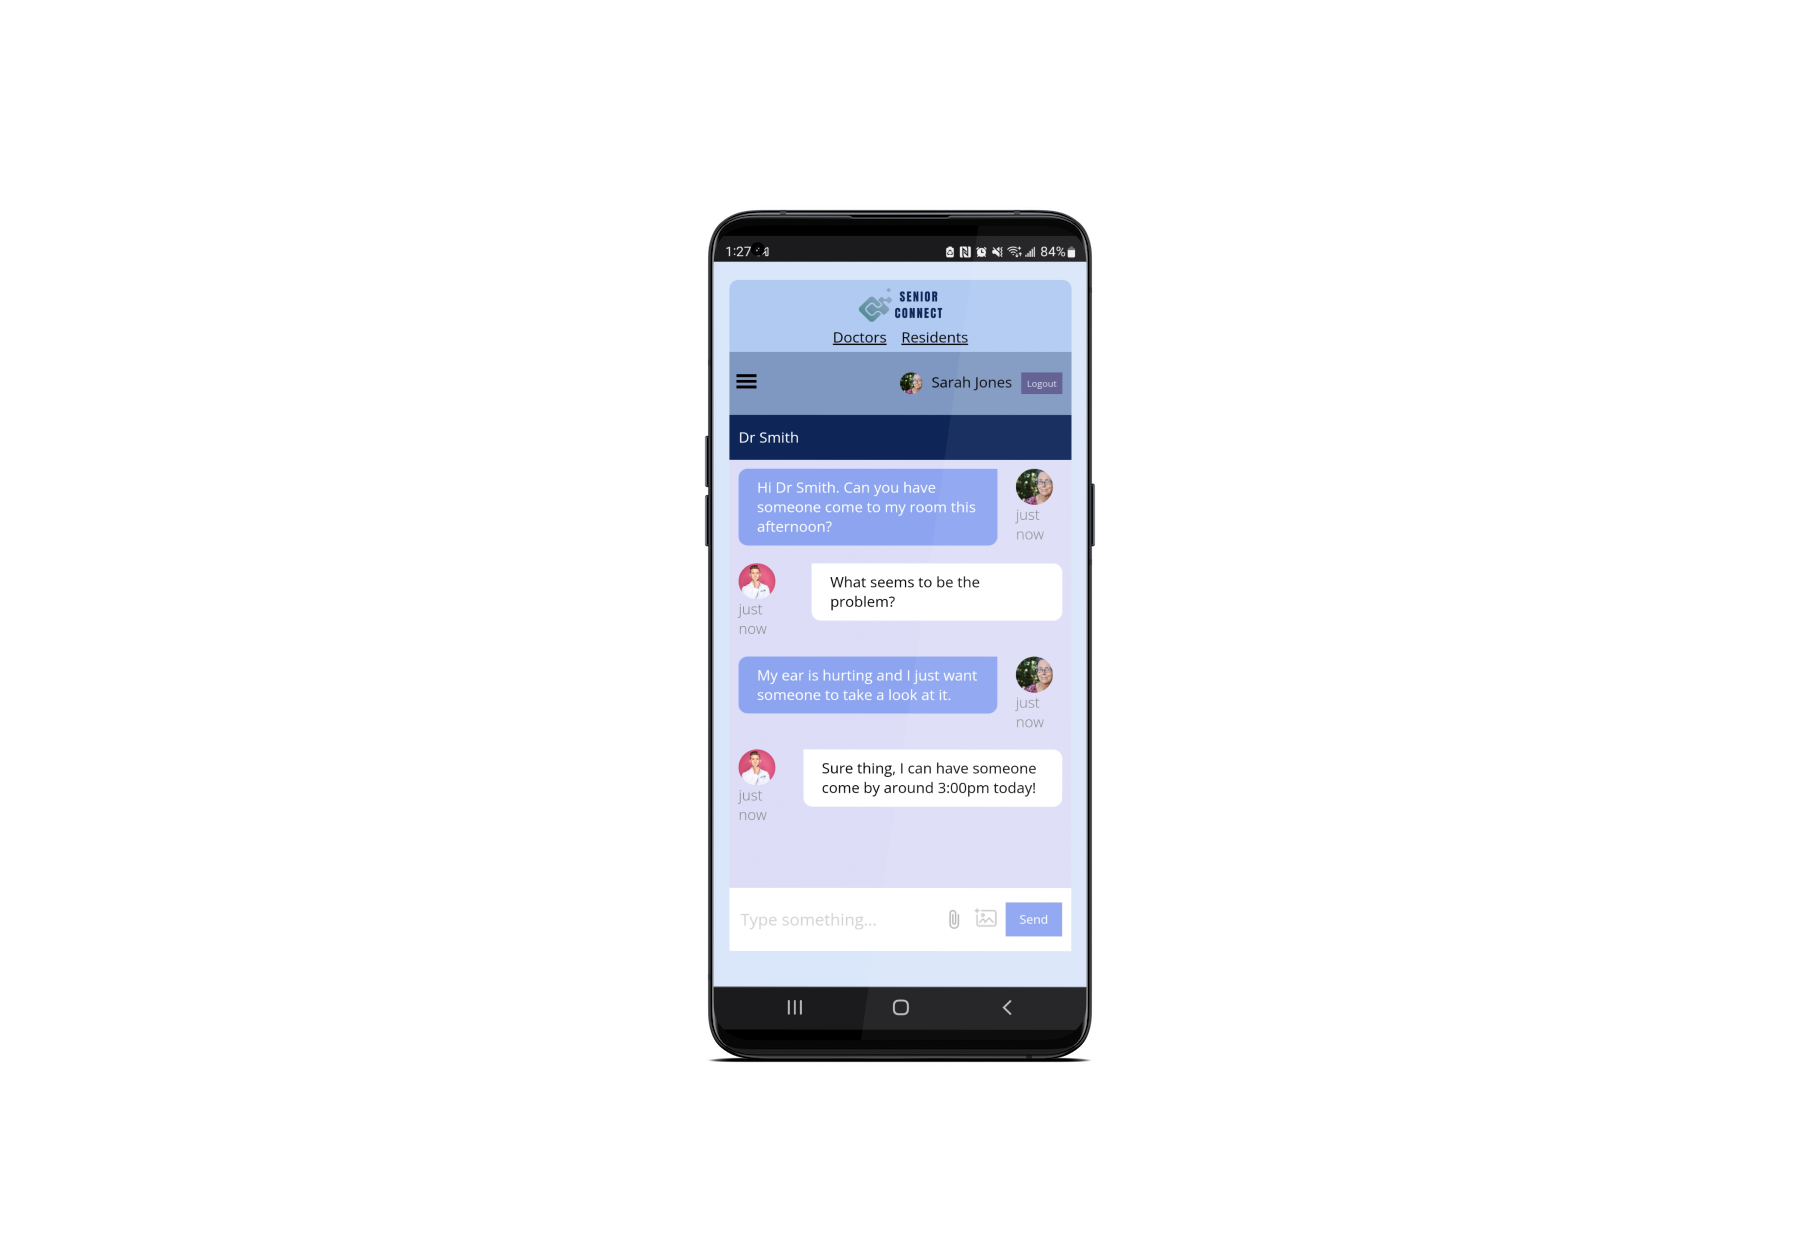 1:27
84%
SENIOR
CONNECT
Doctors Residents
Sarah Jones Logout
Dr Smith
Hi Dr Smith. Can you have
someone come to my room this
afternoon?
just
now
What seems to be the
problem?
just
now
My ear is hurting and I just want
someone to take a look at it.
just
now
Sure thing, I can have someone
come by around 3:00pm today!
just
now
Type something...
Send